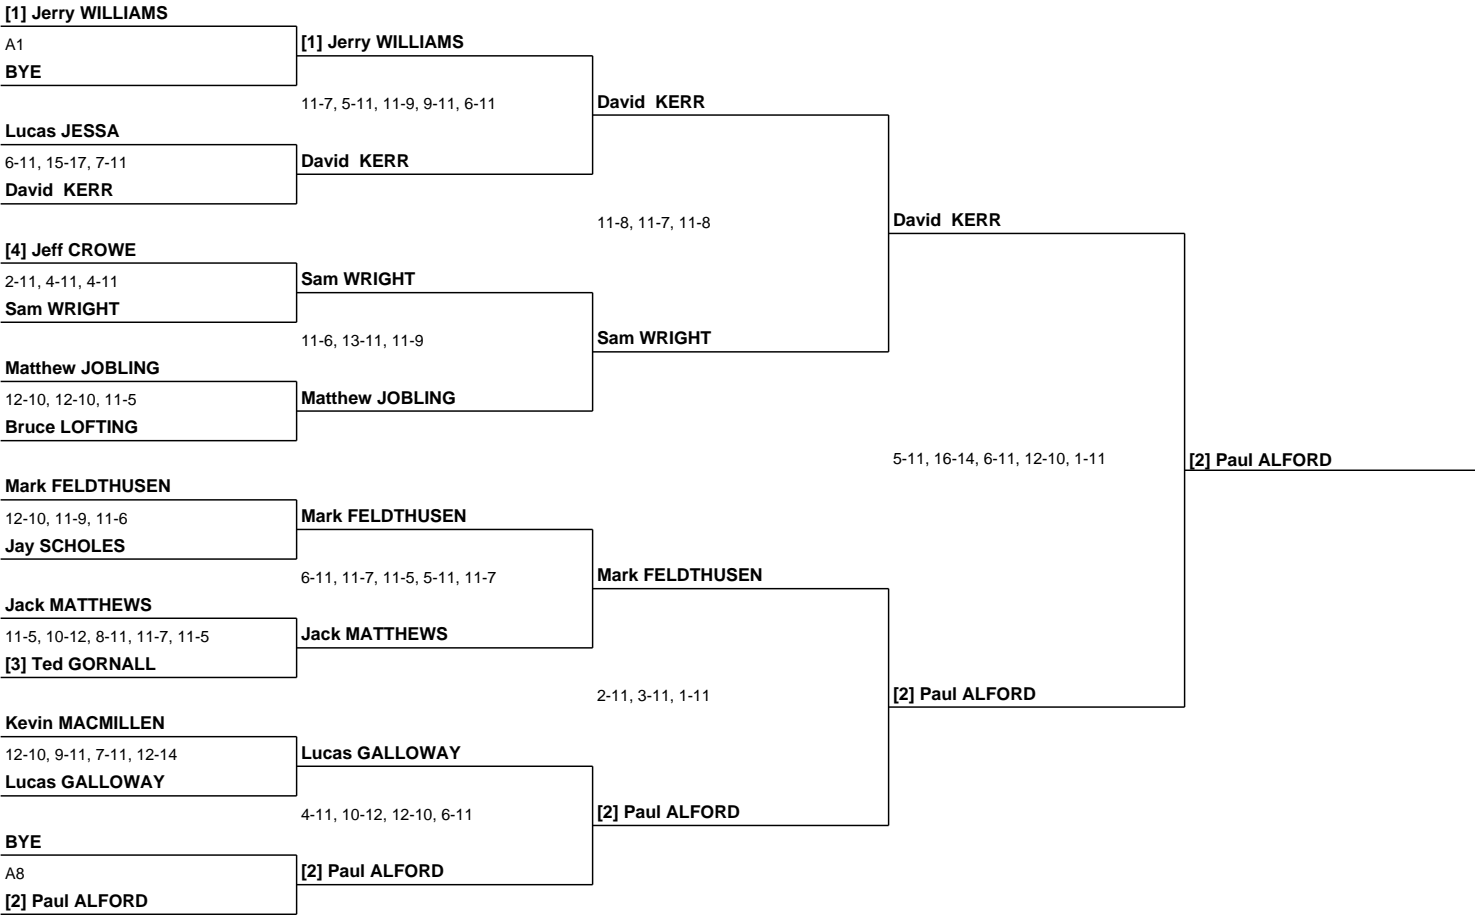 [1] Jerry WILLIAMS
A1
BYE
Lucas JESSA
6-11, 15-17, 7-11
David  KERR
[4] Jeff CROWE
2-11, 4-11, 4-11
Sam WRIGHT
Matthew JOBLING
12-10, 12-10, 11-5
Bruce LOFTING
Mark FELDTHUSEN
12-10, 11-9, 11-6
Jay SCHOLES
Jack MATTHEWS
11-5, 10-12, 8-11, 11-7, 11-5
[3] Ted GORNALL
Kevin MACMILLEN
12-10, 9-11, 7-11, 12-14
Lucas GALLOWAY
BYE
A8
[2] Paul ALFORD
[1] Jerry WILLIAMS
11-7, 5-11, 11-9, 9-11, 6-11
David  KERR
Sam WRIGHT
11-6, 13-11, 11-9
Matthew JOBLING
Mark FELDTHUSEN
6-11, 11-7, 11-5, 5-11, 11-7
Jack MATTHEWS
Lucas GALLOWAY
4-11, 10-12, 12-10, 6-11
[2] Paul ALFORD
David  KERR
11-8, 11-7, 11-8
Sam WRIGHT
Mark FELDTHUSEN
2-11, 3-11, 1-11
[2] Paul ALFORD
David  KERR
5-11, 16-14, 6-11, 12-10, 1-11
[2] Paul ALFORD
[2] Paul ALFORD